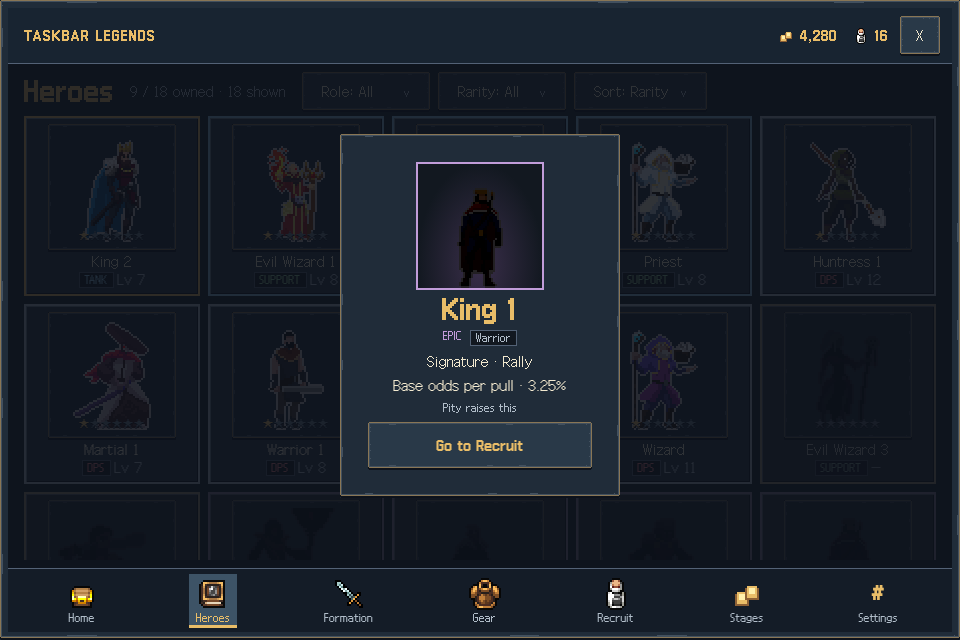 TASKBAR LEGENDS
4,280
16
X
Heroes
9 / 18 owned · 18 shown
Role: All v
Rarity: All v
Sort: Rarity v
King 2
TANK Lv 7
Evil Wizard 1
SUPPORT Lv 8
Priest
SUPPORT Lv 8
Huntress 1
DPS Lv 12
King 1
EPIC Warrior
Signature · Rally
Base odds per pull · 3.25%
Pity raises this
Go to Recruit
Martial 1
DPS Lv 7
Warrior 1
DPS Lv 8
Wizard
DPS Lv 11
Evil Wizard 3
SUPPORT —
Home
Heroes
Formation
Gear
Recruit
Stages
# Settings